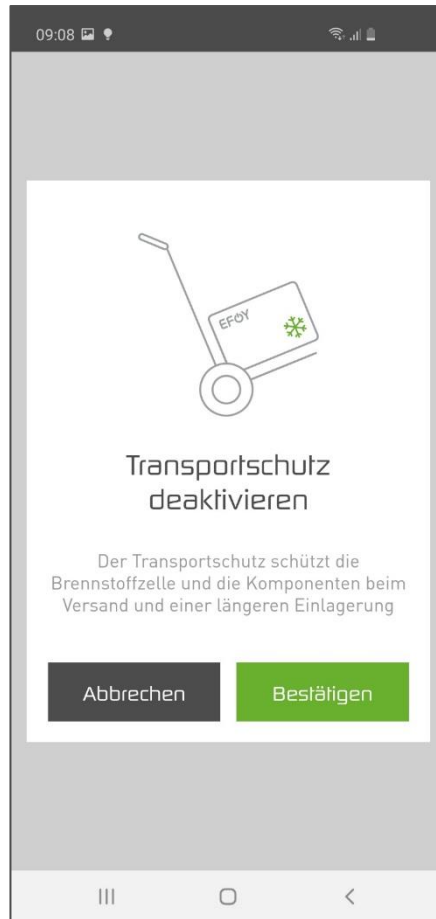 09:08
EFOY
Transportschutz
deaktivieren
Der Transportschutz schützt die
Brennstoffzelle und die Komponenten beim
Versand und einer längeren Einlagerung
Abbrechen
Bestätigen